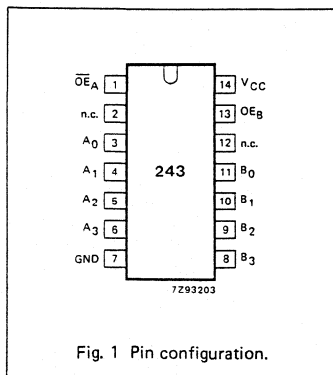 O̅E̅A 1 14 VCC
n.c. 2 13 OEB
A0 3 12 n.c.
A1 4 243 11 B0
A2 5 10 B1
A3 6 9 B2
GND 7 8 B3
7Z93203
Fig. 1 Pin configuration.